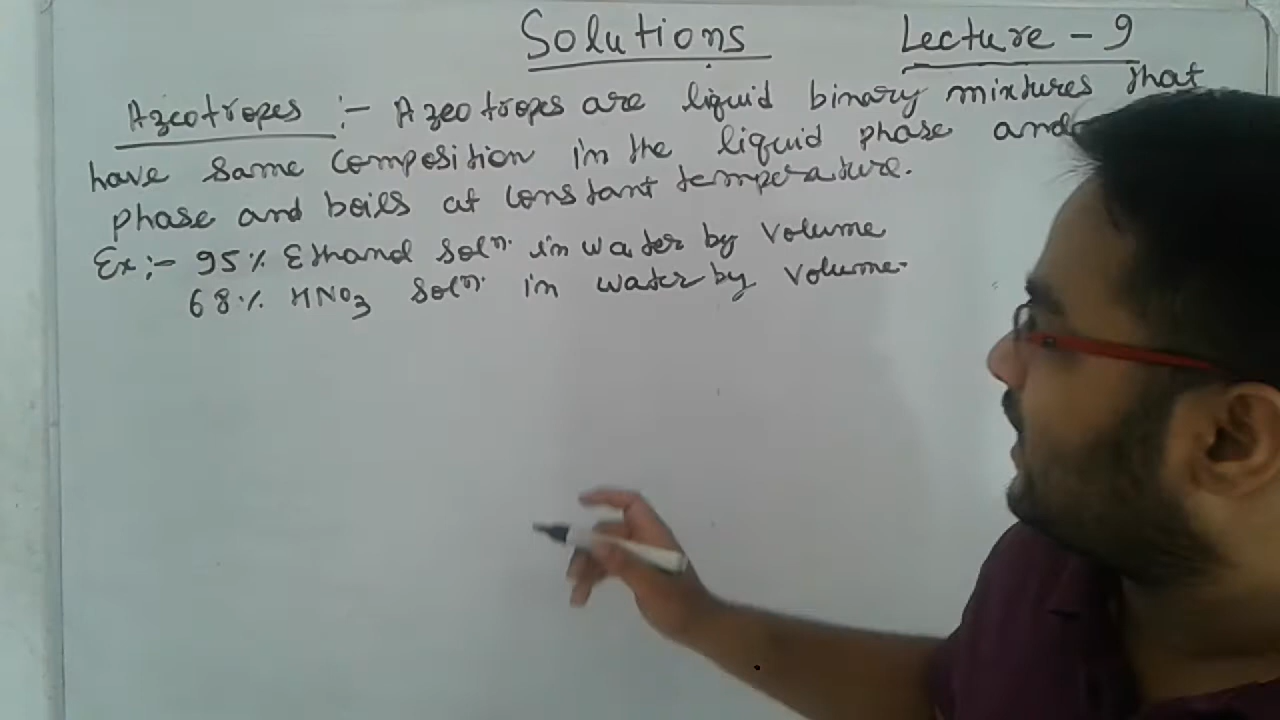 Solutions Lecture - 9
Azeotropes :- Azeotropes are liquid binary mixtures that
have same composition in the liquid phase and
phase and boils at constant temperature.
Ex:- 95% Ethanol solⁿ. in water by volume
68% HNO₃ solⁿ. in water by volume.